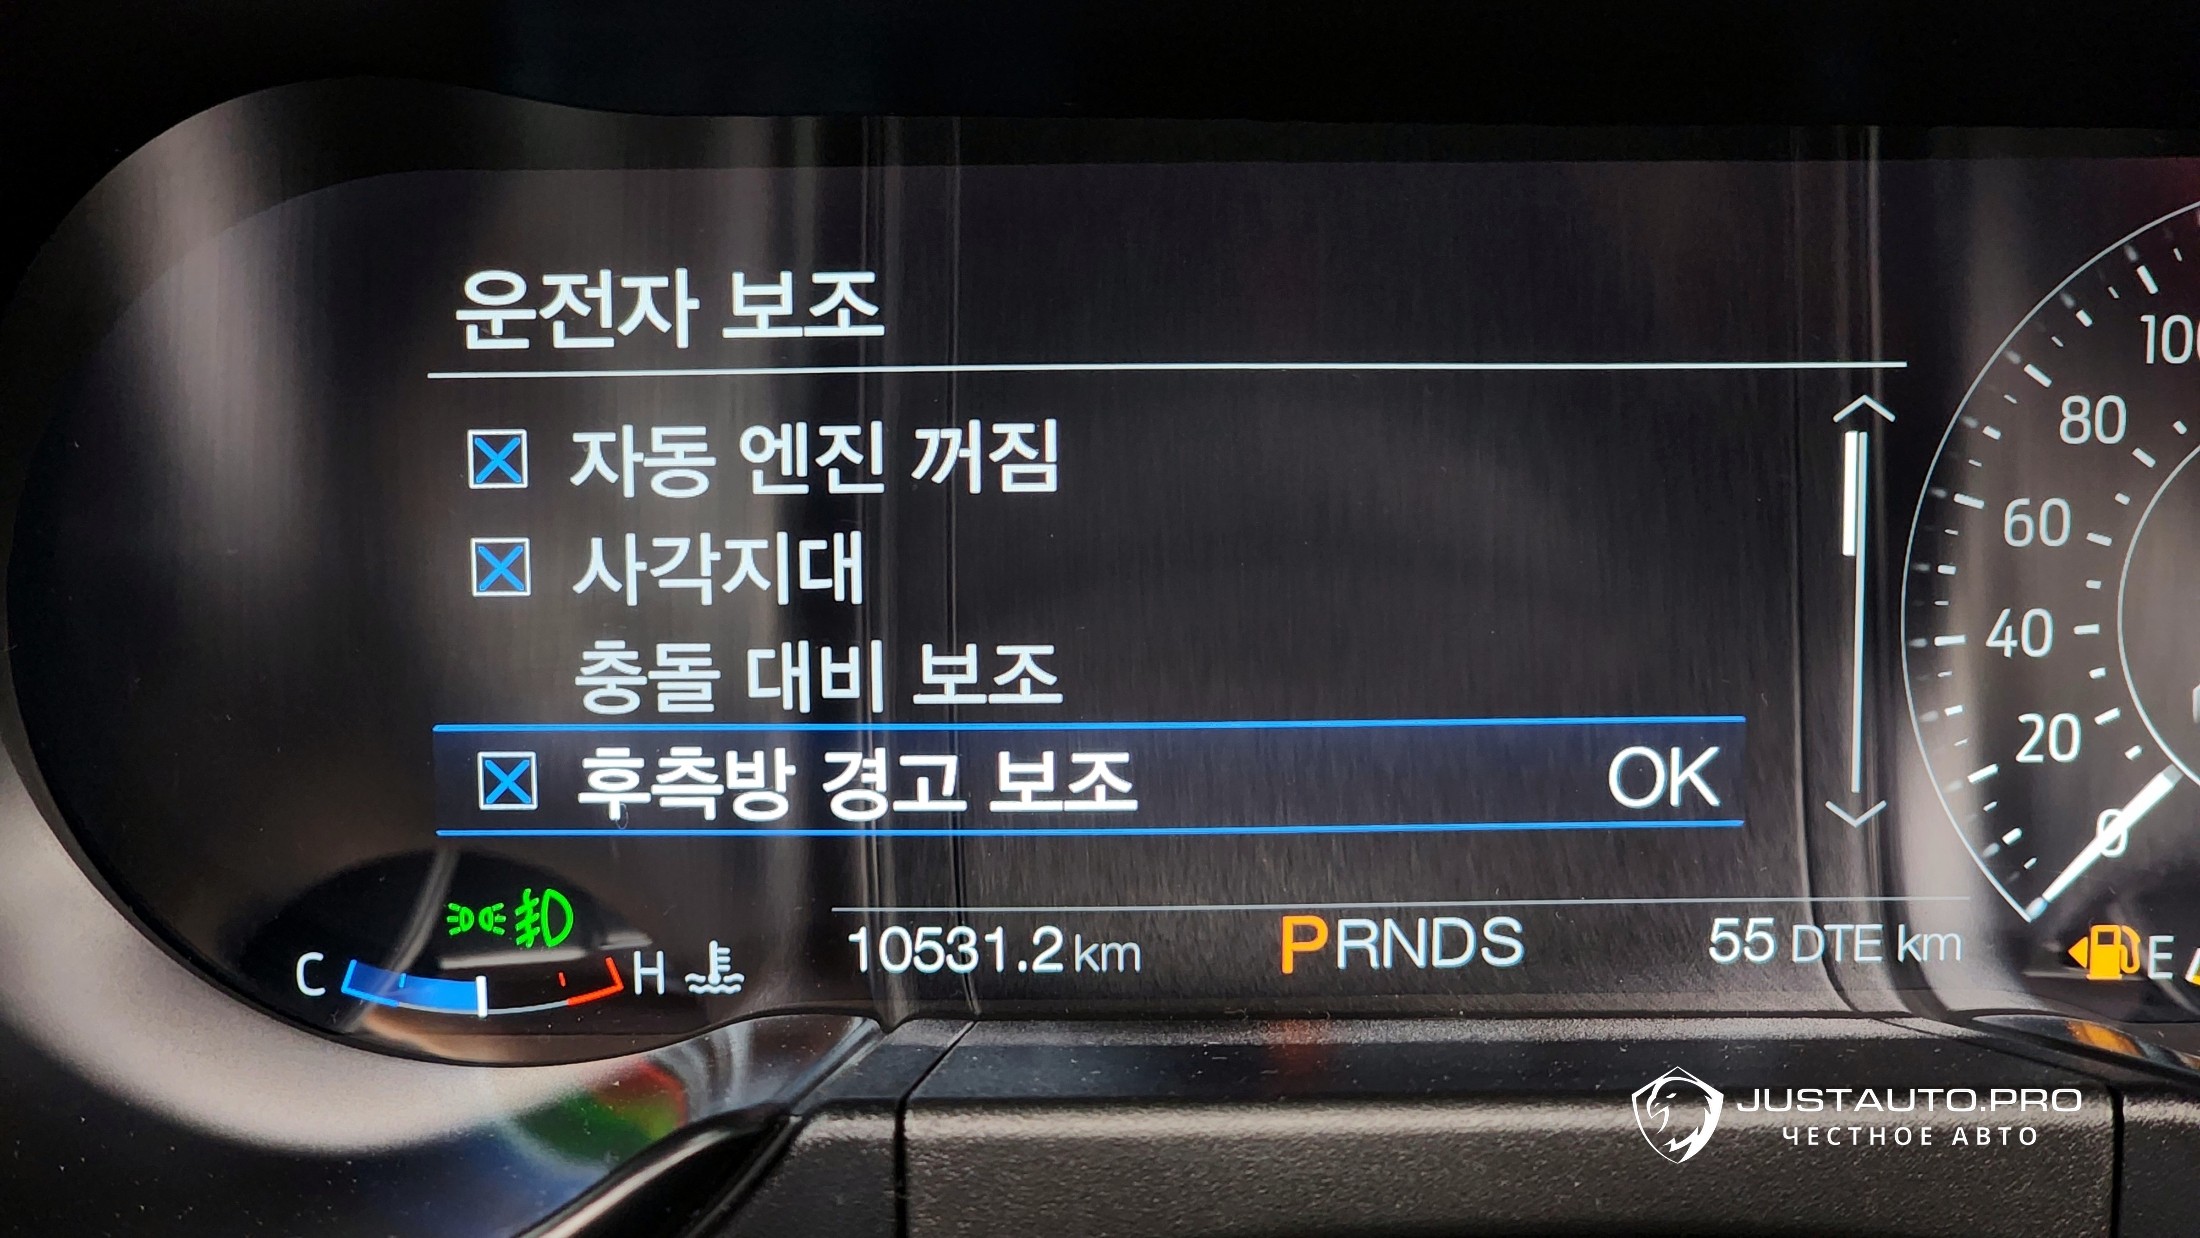 운전자 보조
자동 엔진 꺼짐
사각지대
충돌 대비 보조
후측방 경고 보조 OK
100
80
60
40
20
0
C H
10531.2 km PRNDS 55 DTE km
E
JUSTAUTO.PRO
ЧЕСТНОЕ АВТО